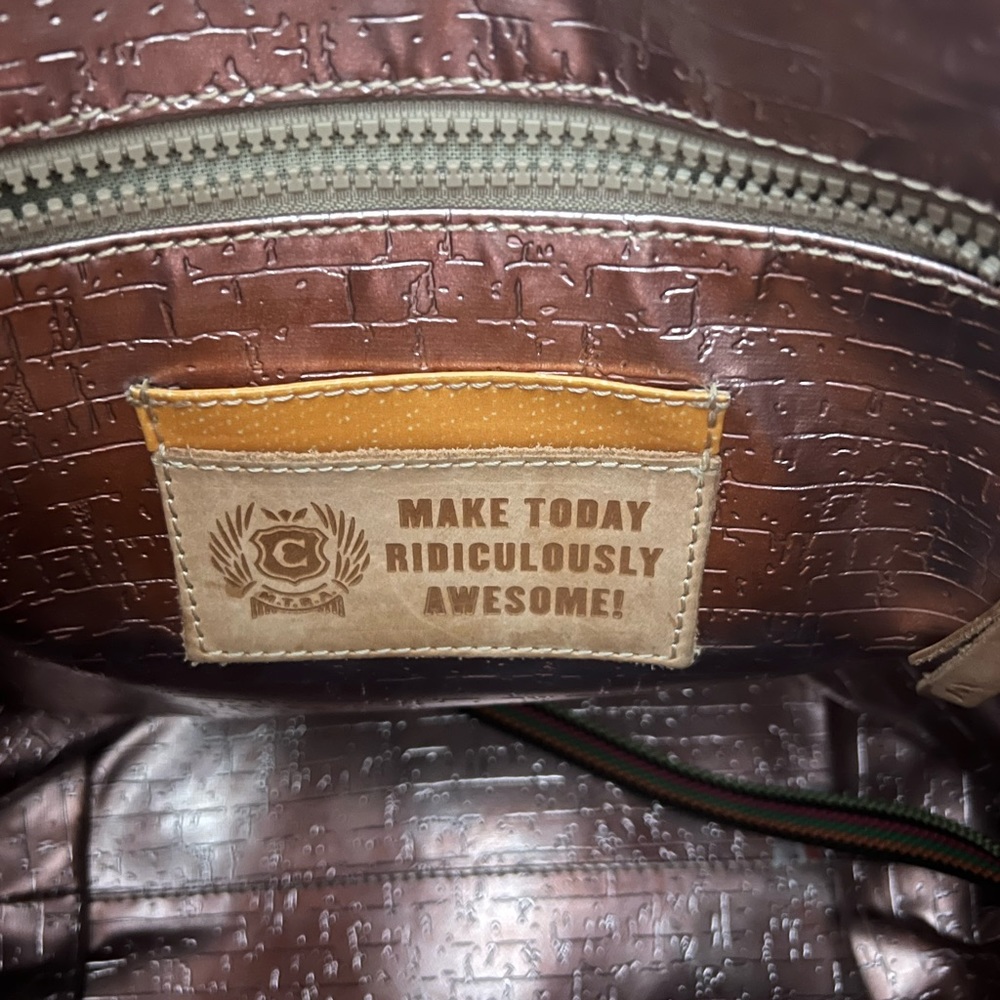 C
M.T.R.A.
MAKE TODAY
RIDICULOUSLY
AWESOME!